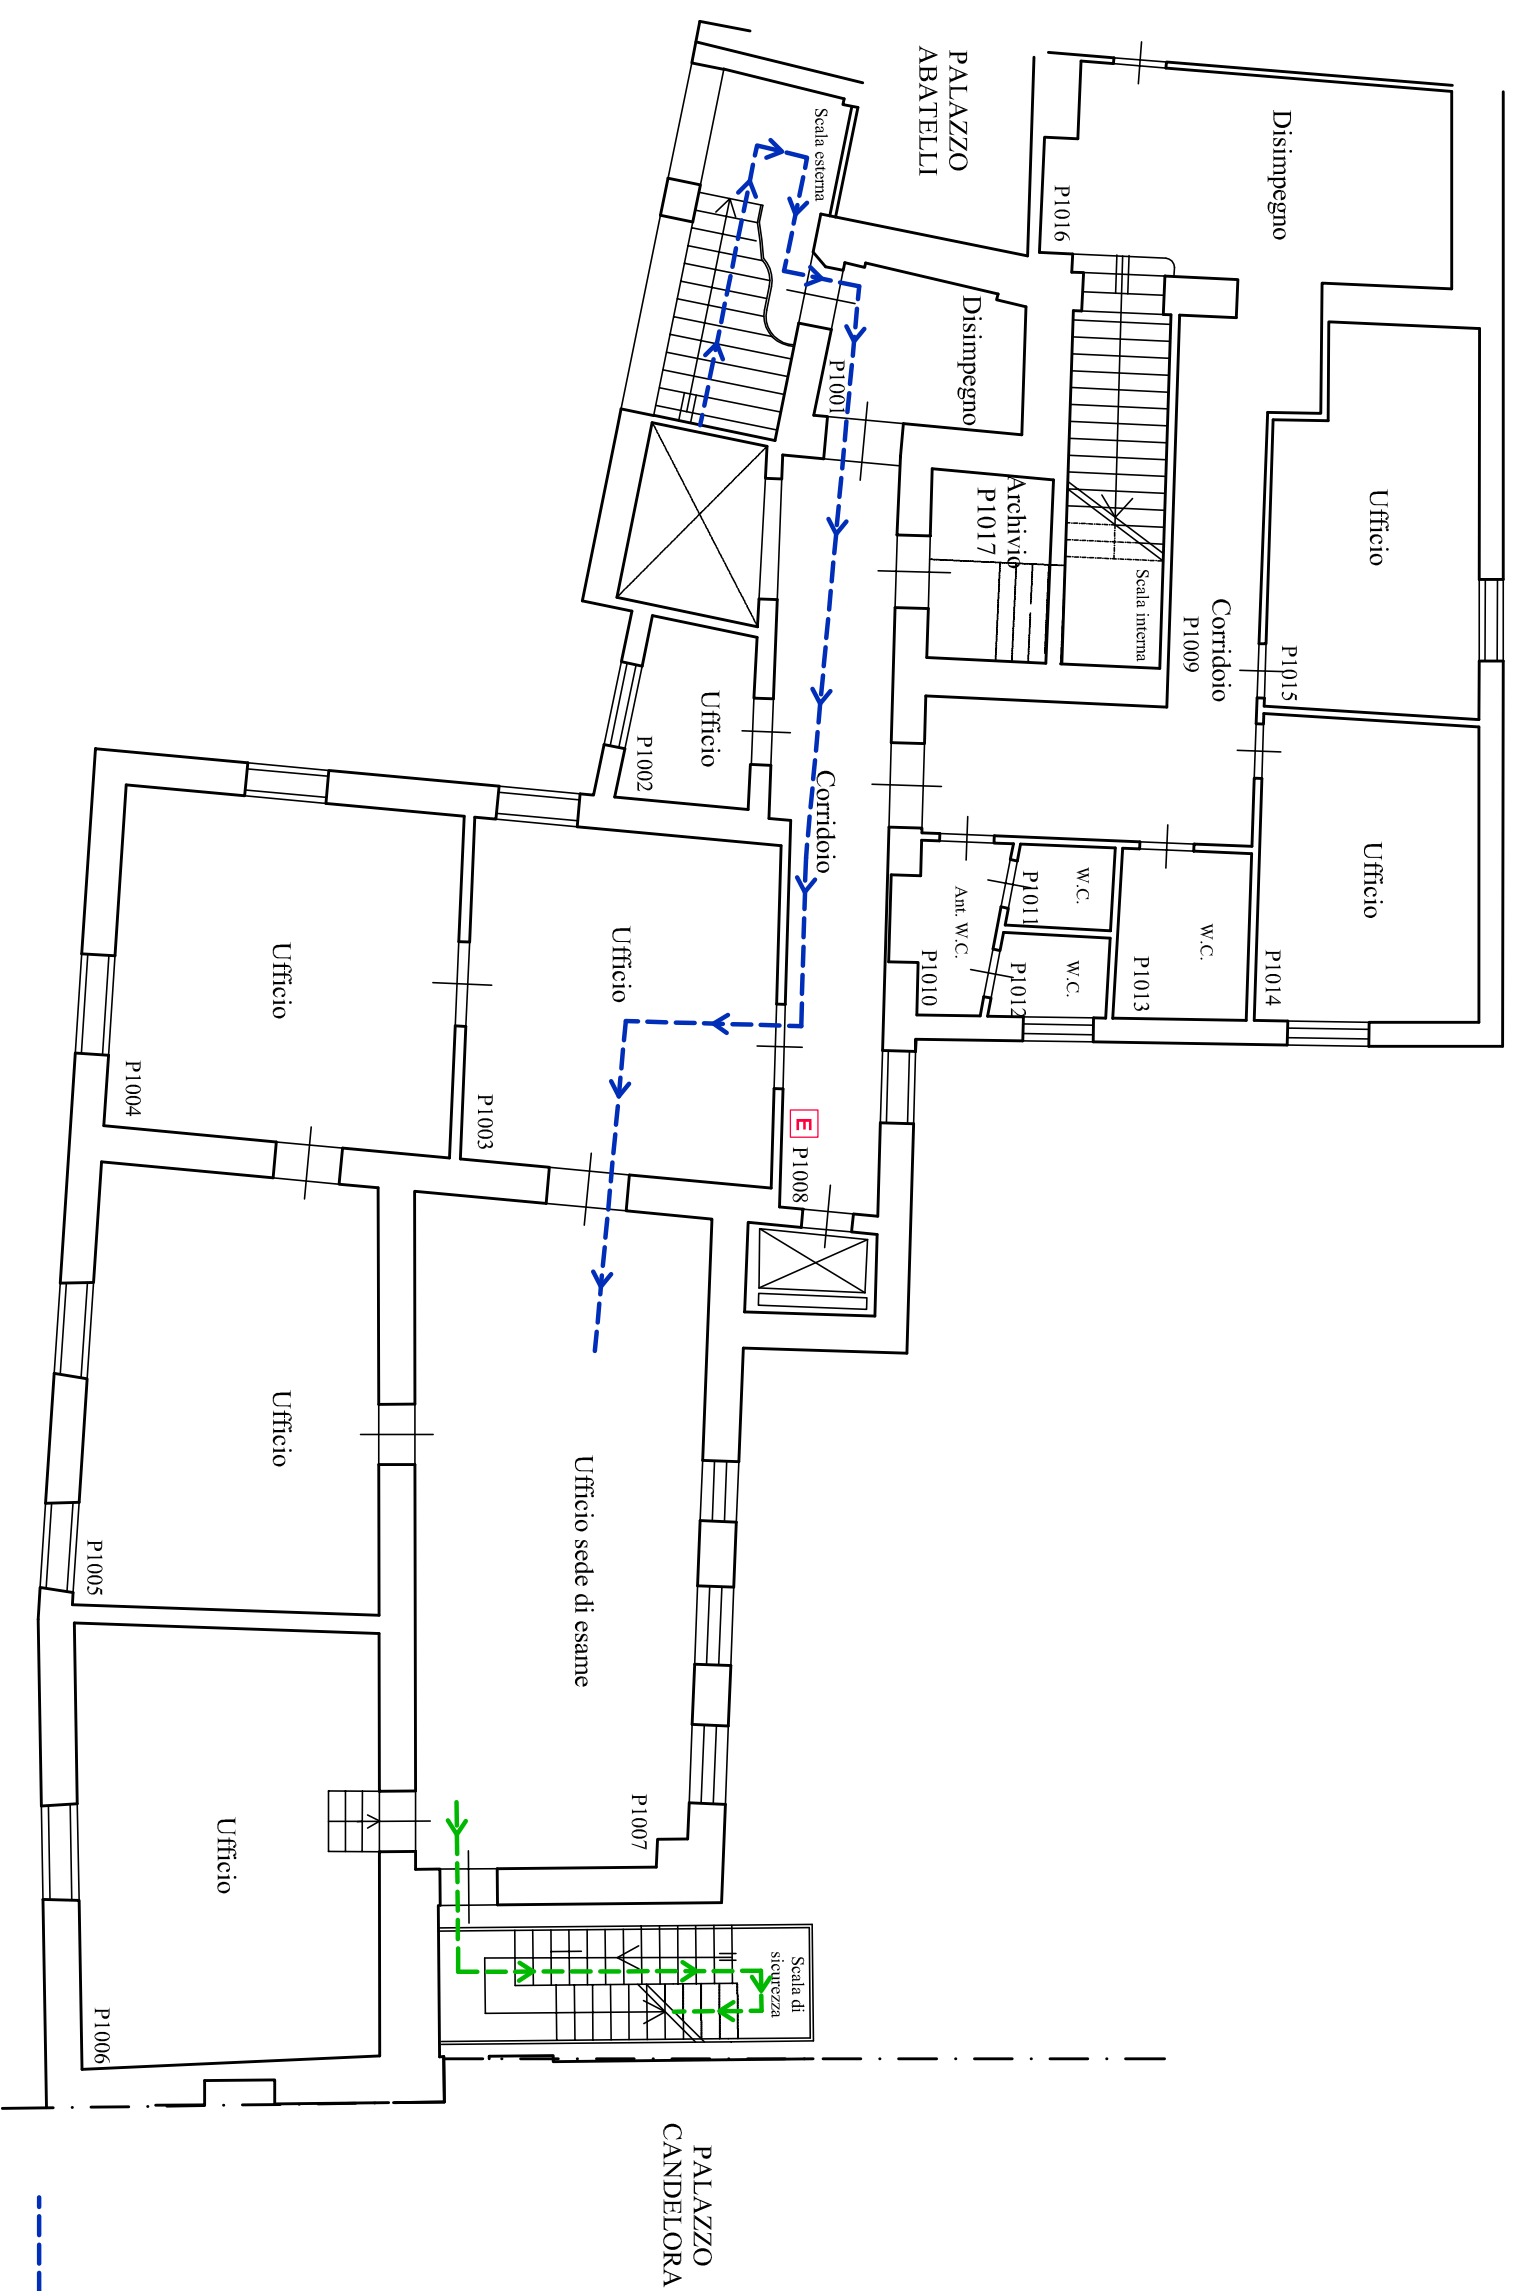 PALAZZO
ABATELLI
Scala esterna
Disimpegno
P1016
Disimpegno
P1001
Archivio
P1017
Scala interna
Corridoio
P1009
Ufficio
P1015
Ufficio
P1014
Ufficio
P1002
Corridoio
W.C.
P1011
Ant. W.C.
P1010
W.C.
P1012
W.C.
P1013
Ufficio
P1004
Ufficio
P1003
E
P1008
Ufficio
P1005
Ufficio sede di esame
P1007
Ufficio
P1006
Scala di
sicurezza
PALAZZO
CANDELORA